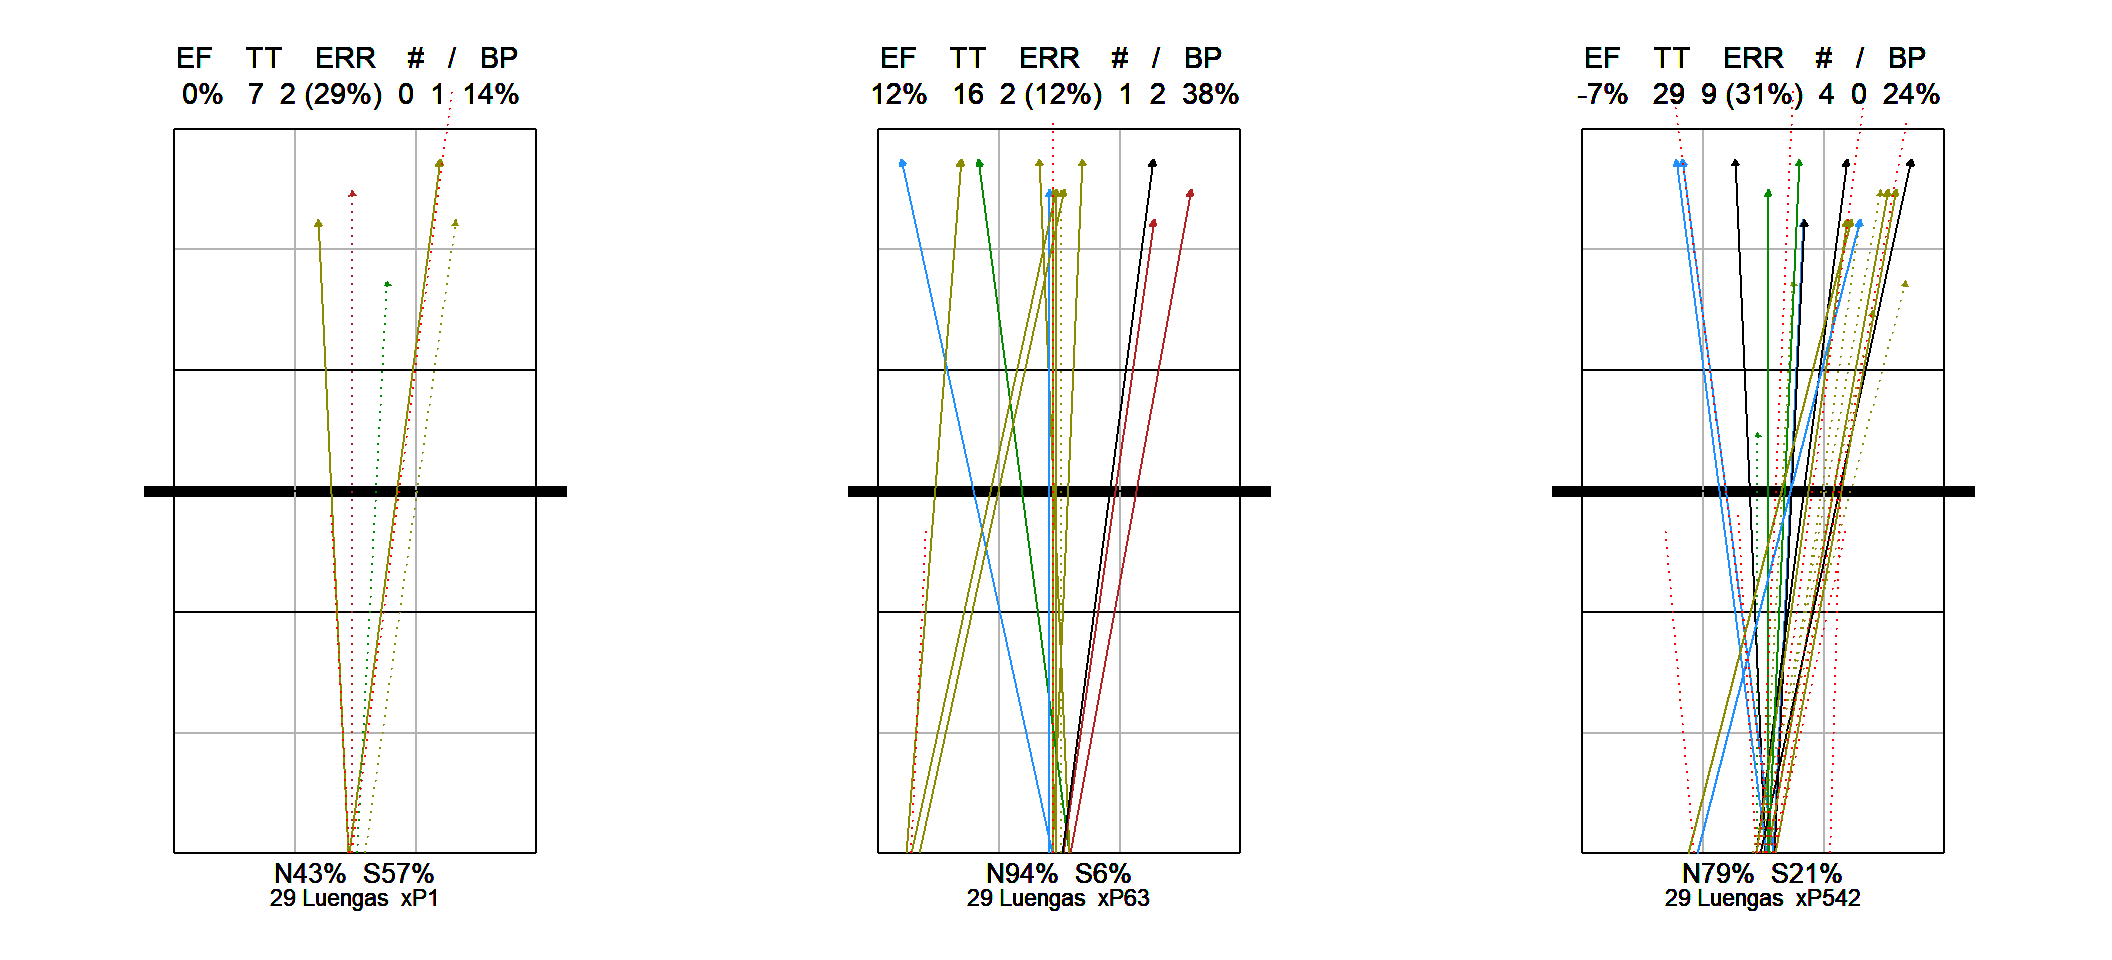 EF TT ERR # / BP
0% 7 2 (29%) 0 1 14%
N43% S57%
29 Luengas xP1
EF TT ERR # / BP
12% 16 2 (12%) 1 2 38%
N94% S6%
29 Luengas xP63
EF TT ERR # / BP
-7% 29 9 (31%) 4 0 24%
N79% S21%
29 Luengas xP542